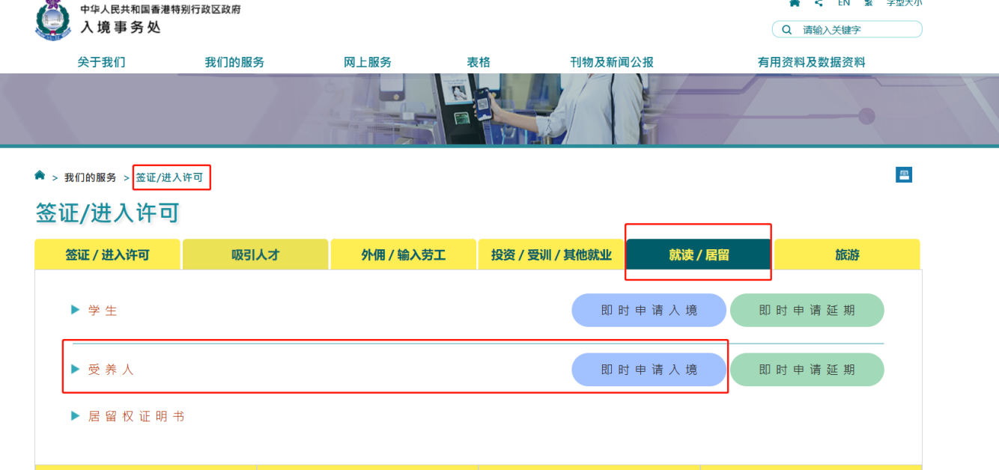 中华人民共和国香港特别行政区政府
入境事务处
EN 繁 字型大小
请输入关键字
关于我们 我们的服务 网上服务 表格 刊物及新闻公报 有用资料及数据资料
> 我们的服务 > 签证/进入许可
签证/进入许可
签证 / 进入许可 吸引人才 外佣 / 输入劳工 投资 / 受训 / 其他就业 就读 / 居留 旅游
学生 即时申请入境 即时申请延期
受养人 即时申请入境 即时申请延期
居留权证明书